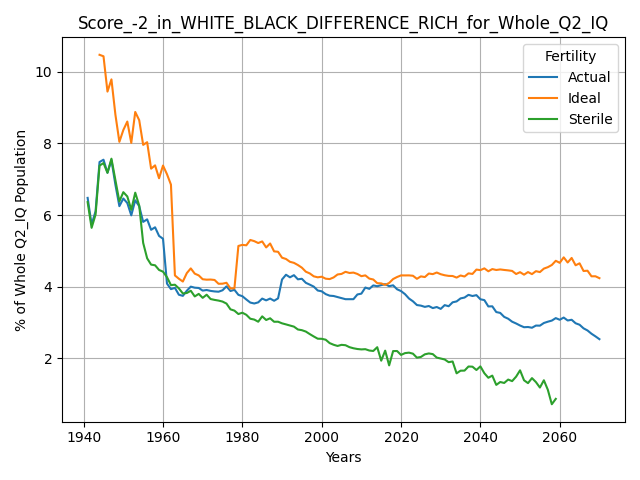 Score_-2_in_WHITE_BLACK_DIFFERENCE_RICH_for_Whole_Q2_IQ
Fertility
Actual
Ideal
Sterile
% of Whole Q2_IQ Population
10
8
6
4
2
1940
1960
1980
2000
2020
2040
2060
Years